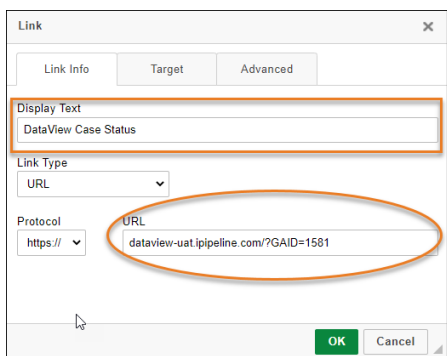 Link
Link Info Target Advanced
Display Text
DataView Case Status
Link Type
URL
Protocol URL
https:// dataview-uat.ipipeline.com/?GAID=1581
OK Cancel